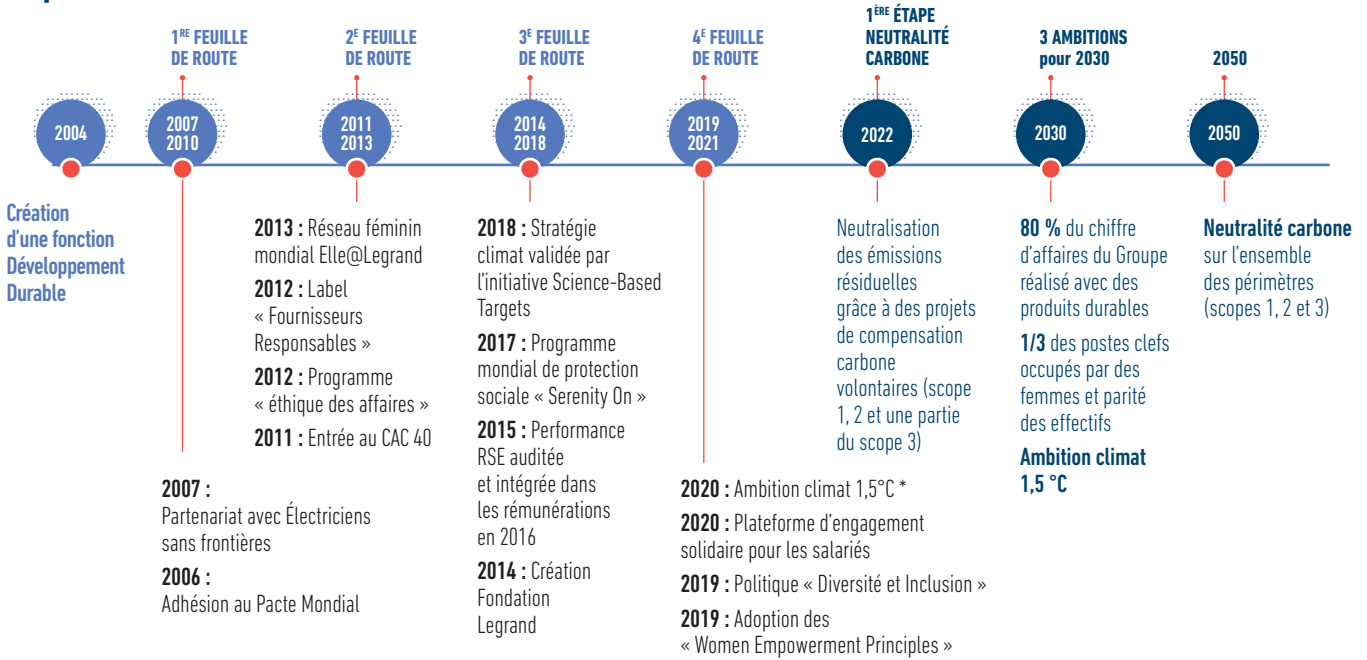 1RE FEUILLE
DE ROUTE
2E FEUILLE
DE ROUTE
3E FEUILLE
DE ROUTE
4E FEUILLE
DE ROUTE
1ÈRE ÉTAPE
NEUTRALITÉ
CARBONE
3 AMBITIONS
pour 2030
2050
2004
2007
2010
2011
2013
2014
2018
2019
2021
2022
2030
2050
Création
d'une fonction
Développement
Durable
2007 :
Partenariat avec Électriciens
sans frontières
2006 :
Adhésion au Pacte Mondial
2013 : Réseau féminin
mondial Elle@Legrand
2012 : Label
« Fournisseurs
Responsables »
2012 : Programme
« éthique des affaires »
2011 : Entrée au CAC 40
2018 : Stratégie
climat validée par
l'initiative Science-Based
Targets
2017 : Programme
mondial de protection
sociale « Serenity On »
2015 : Performance
RSE auditée
et intégrée dans
les rémunérations
en 2016
2014 : Création
Fondation
Legrand
2020 : Ambition climat 1,5°C *
2020 : Plateforme d'engagement
solidaire pour les salariés
2019 : Politique « Diversité et Inclusion »
2019 : Adoption des
« Women Empowerment Principles »
Neutralisation
des émissions
résiduelles
grâce à des projets
de compensation
carbone
volontaires (scope
1, 2 et une partie
du scope 3)
80 % du chiffre
d'affaires du Groupe
réalisé avec des
produits durables
1/3 des postes clefs
occupés par des
femmes et parité
des effectifs
Ambition climat
1,5 °C
Neutralité carbone
sur l'ensemble
des périmètres
(scopes 1, 2 et 3)